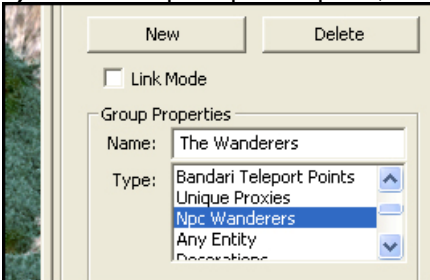 New Delete
Link Mode
Group Properties
Name: The Wanderers
Type: Bandari Teleport Points
Unique Proxies
Npc Wanderers
Any Entity
Decorations